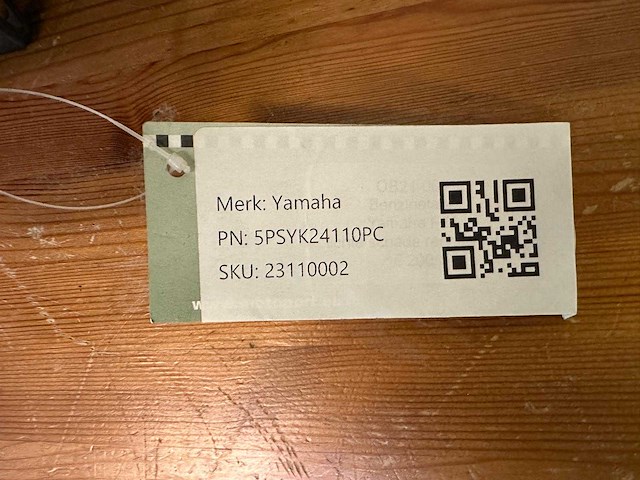 Merk: Yamaha
PN: 5PSYK24110PC
SKU: 23110002